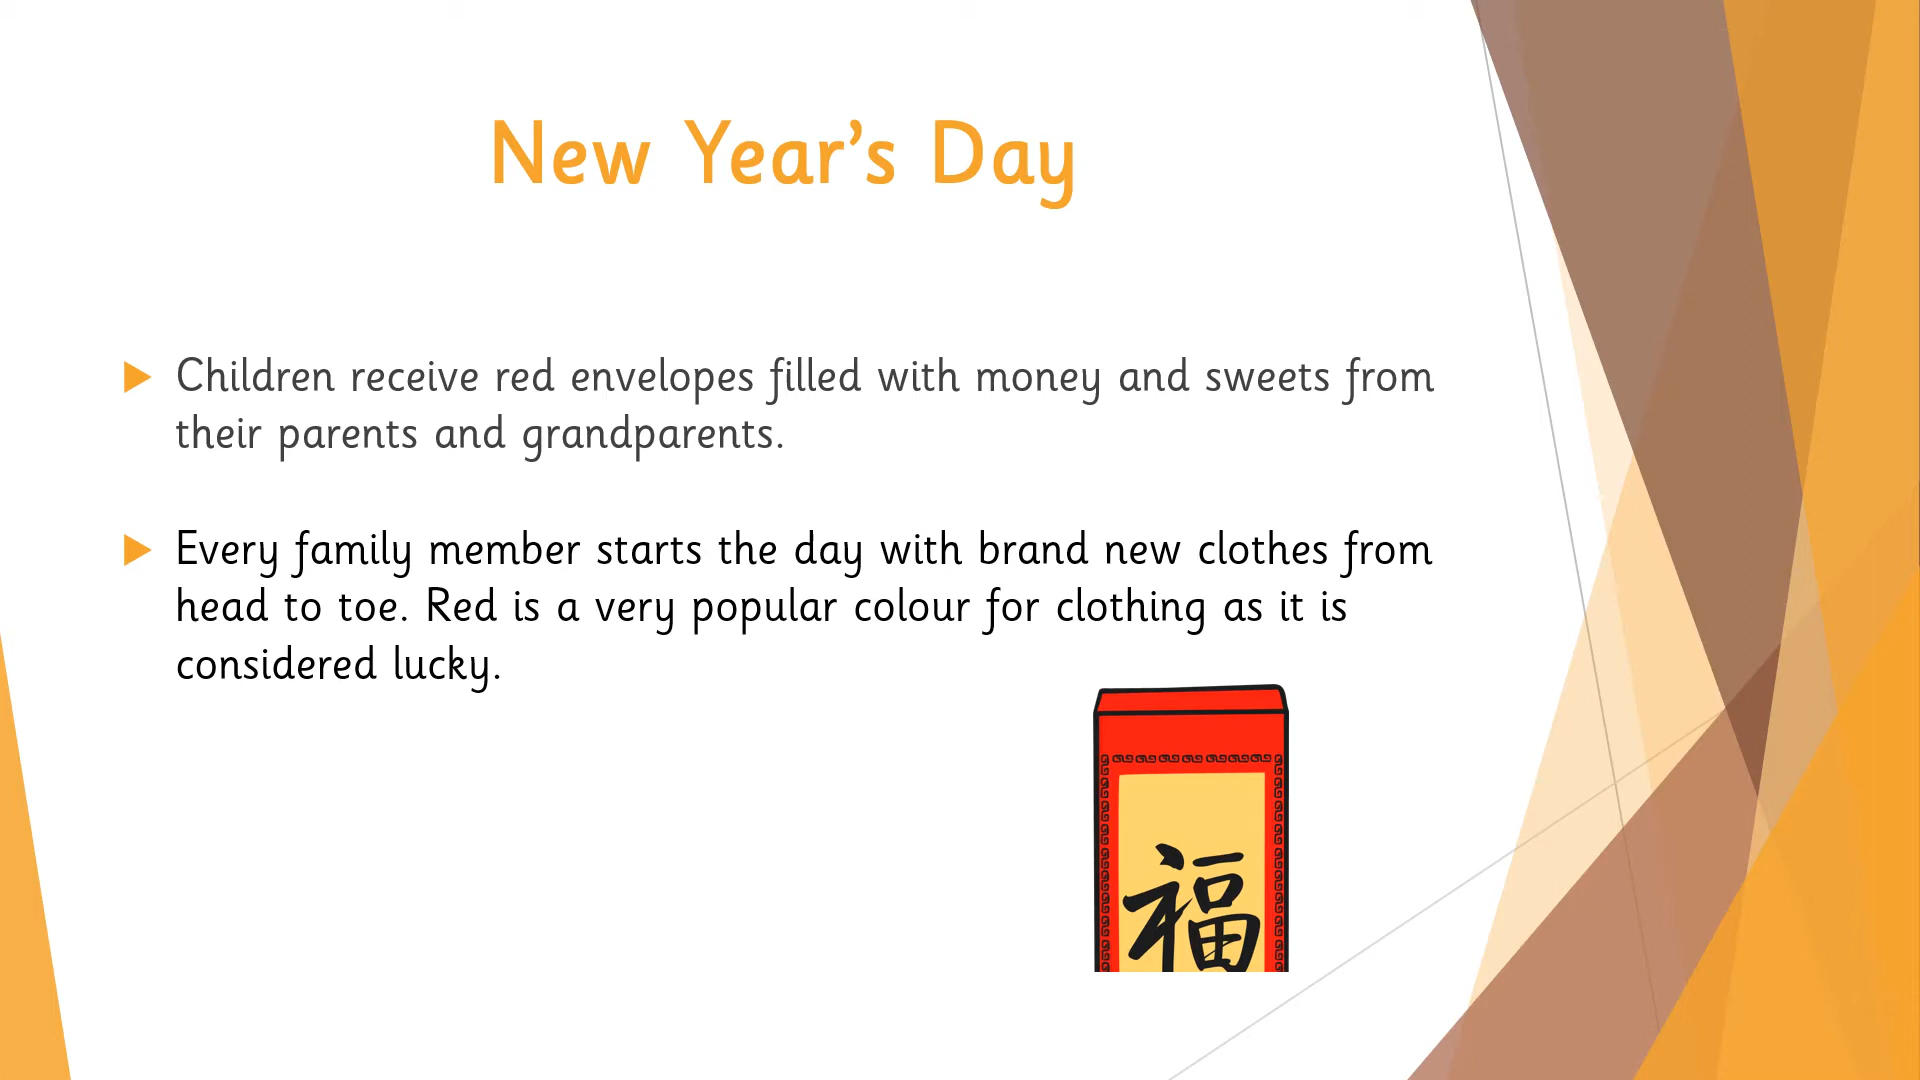 New Year’s Day
Children receive red envelopes filled with money and sweets from
their parents and grandparents.
Every family member starts the day with brand new clothes from
head to toe. Red is a very popular colour for clothing as it is
considered lucky.
福